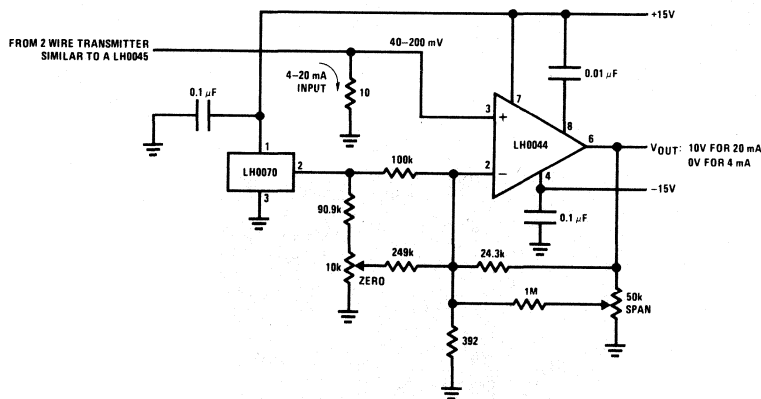 +15V
FROM 2 WIRE TRANSMITTER
SIMILAR TO A LH0045
40–200 mV
4–20 mA
INPUT
10
0.1 μF
0.01 μF
7
3
+
8
LH0044
6
VOUT: 10V FOR 20 mA
0V FOR 4 mA
1
LH0070
2
3
100k
2
−
4
−15V
0.1 μF
90.9k
10k
ZERO
249k
24.3k
1M
50k
SPAN
392